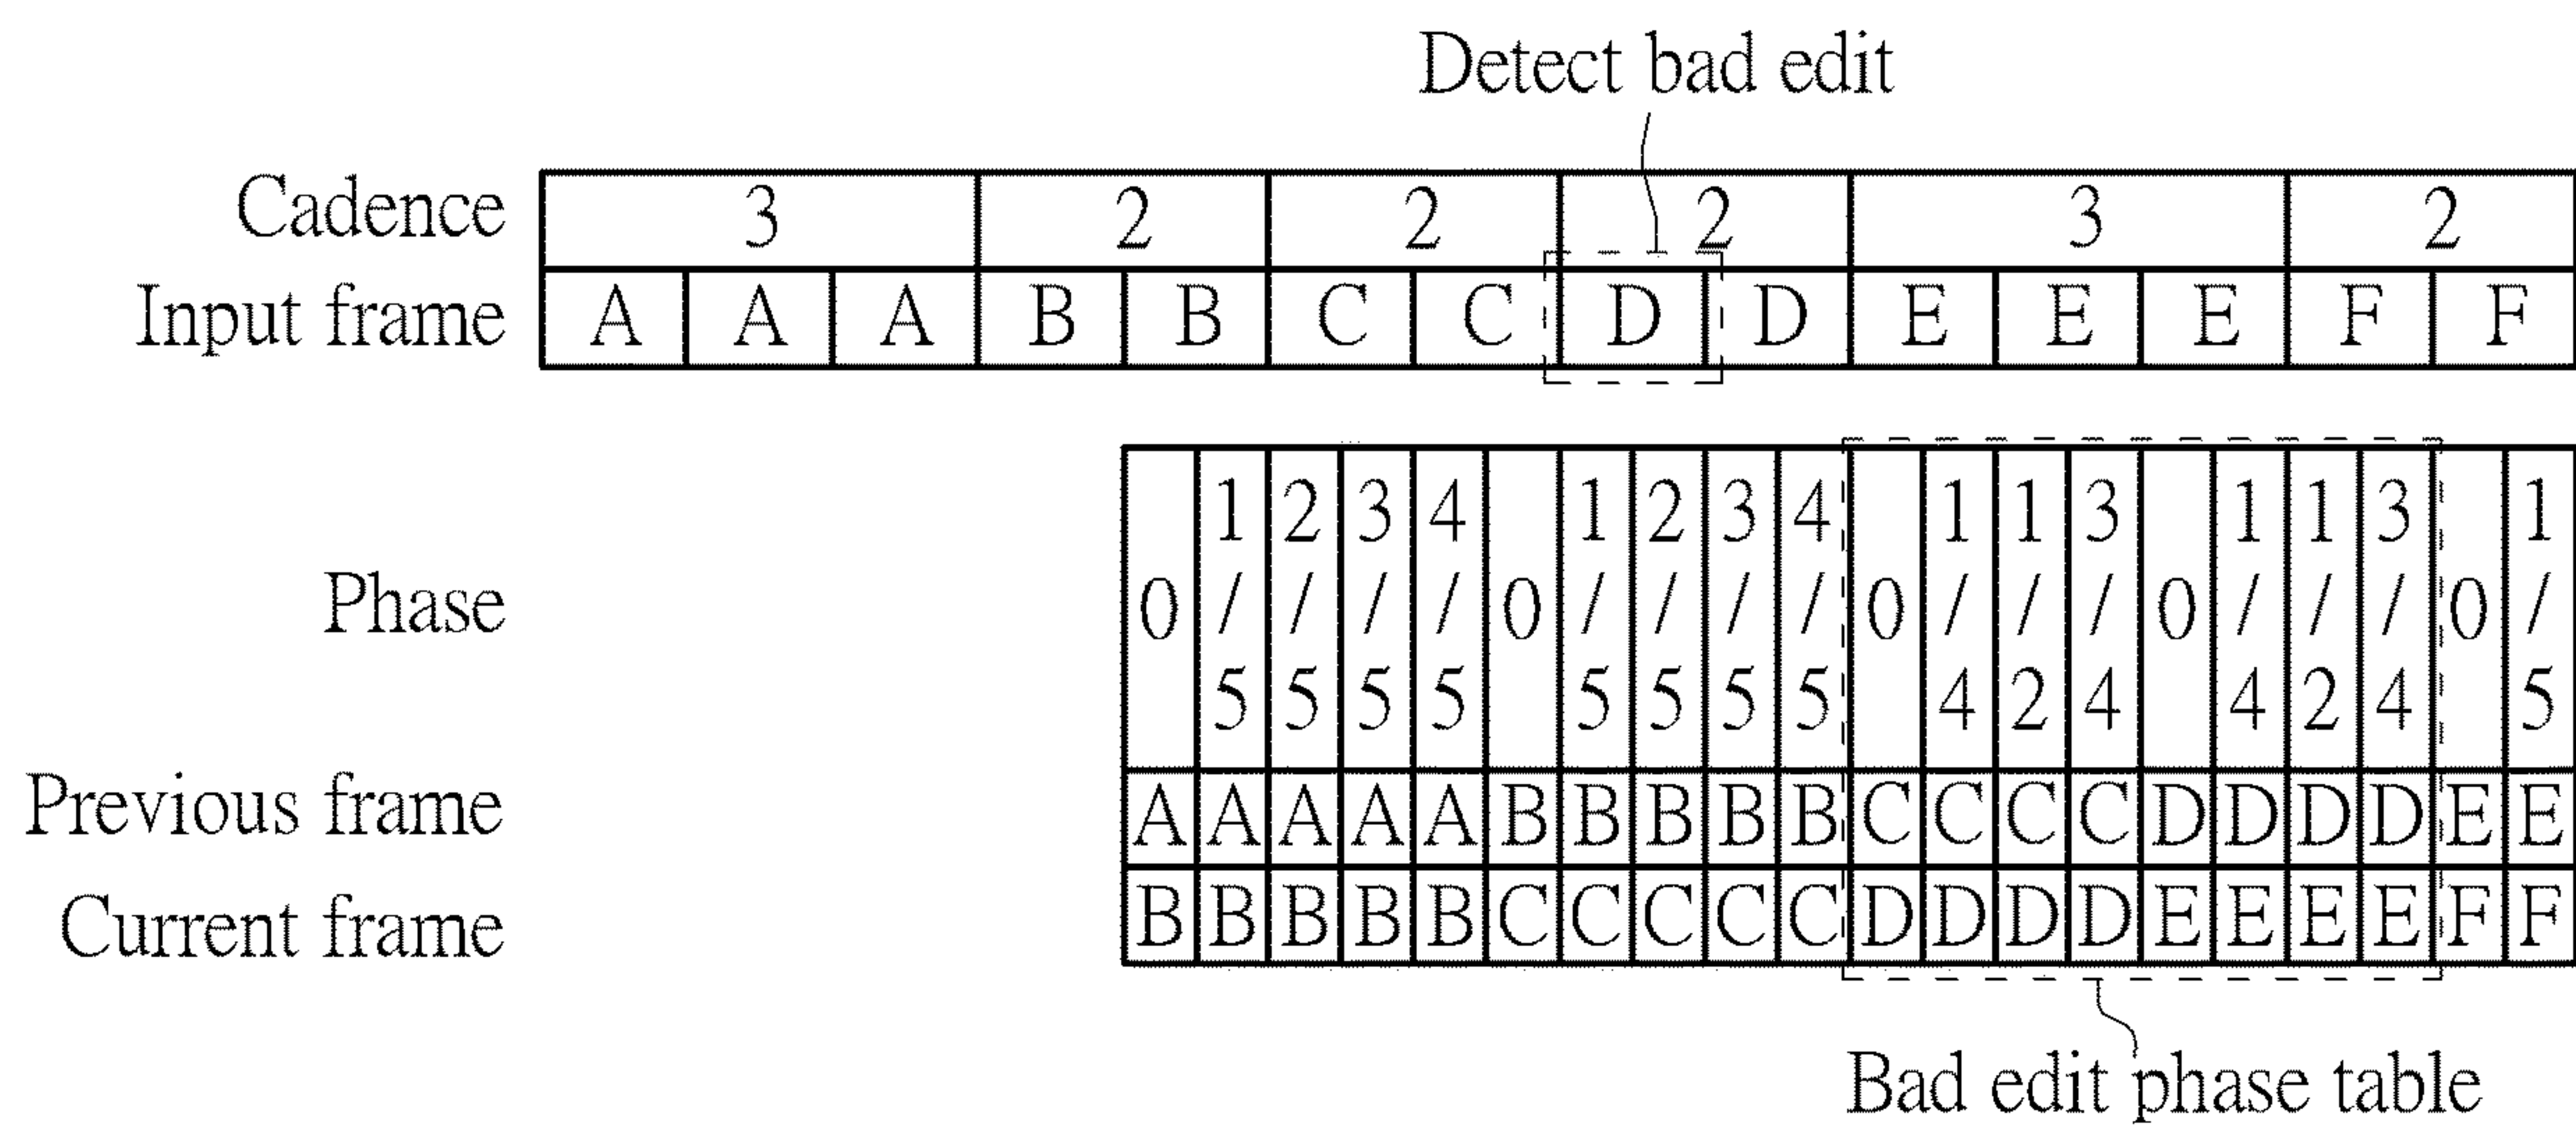 Detect bad edit
Cadence 3 2 2 2 3 2
Input frame A A A B B C C D D E E E F F
Phase 0 1/5 2/5 3/5 4/5 0 1/5 2/5 3/5 4/5 0 1/4 1/2 3/4 0 1/4 1/2 3/4 0 1/5
Previous frame A A A A A B B B B B C C C C D D D D E E
Current frame B B B B B C C C C C D D D D E E E E F F
Bad edit phase table